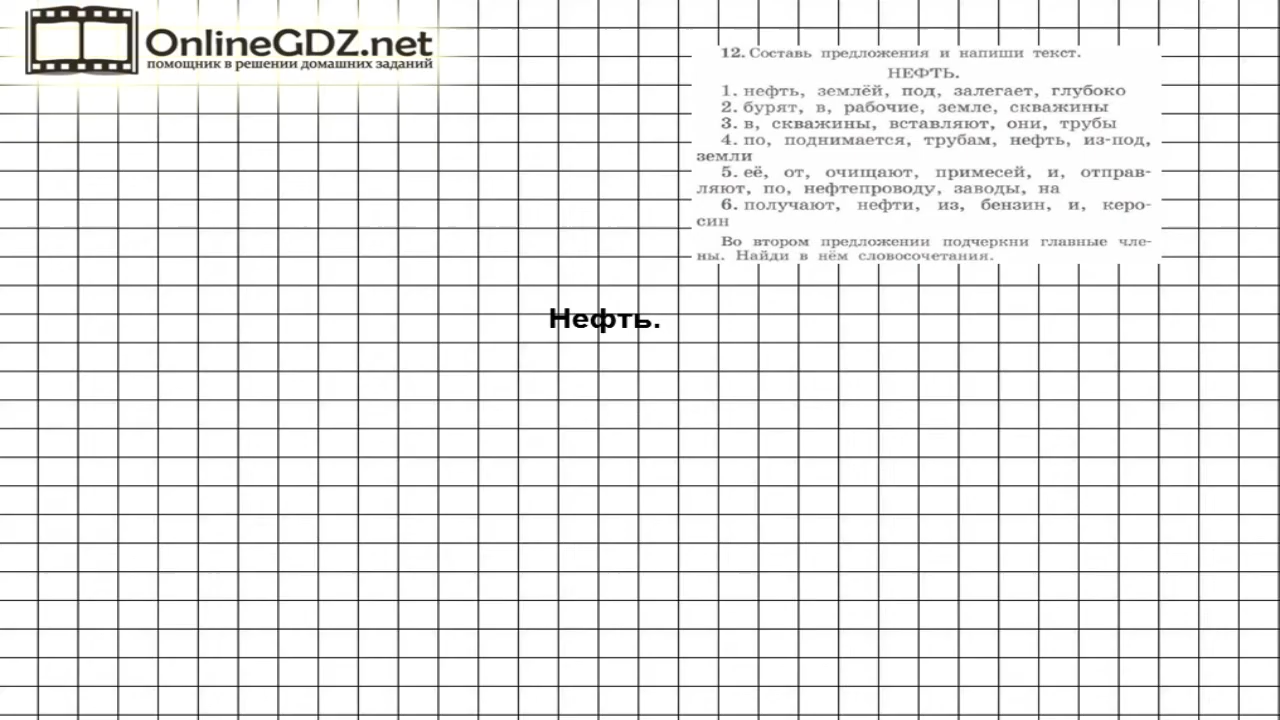 OnlineGDZ.net
помощник в решении домашних заданий
12. Составь предложения и напиши текст.
НЕФТЬ.
1. нефть, землёй, под, залегает, глубоко
2. бурят, в, рабочие, земле, скважины
3. в, скважины, вставляют, они, трубы
4. по, поднимается, трубам, нефть, из-под,
земли
5. её, от, очищают, примесей, и, отправ-
ляют, по, нефтепроводу, заводы, на
6. получают, нефти, из, бензин, и, керо-
син
Во втором предложении подчеркни главные чле-
ны. Найди в нём словосочетания.
Нефть.